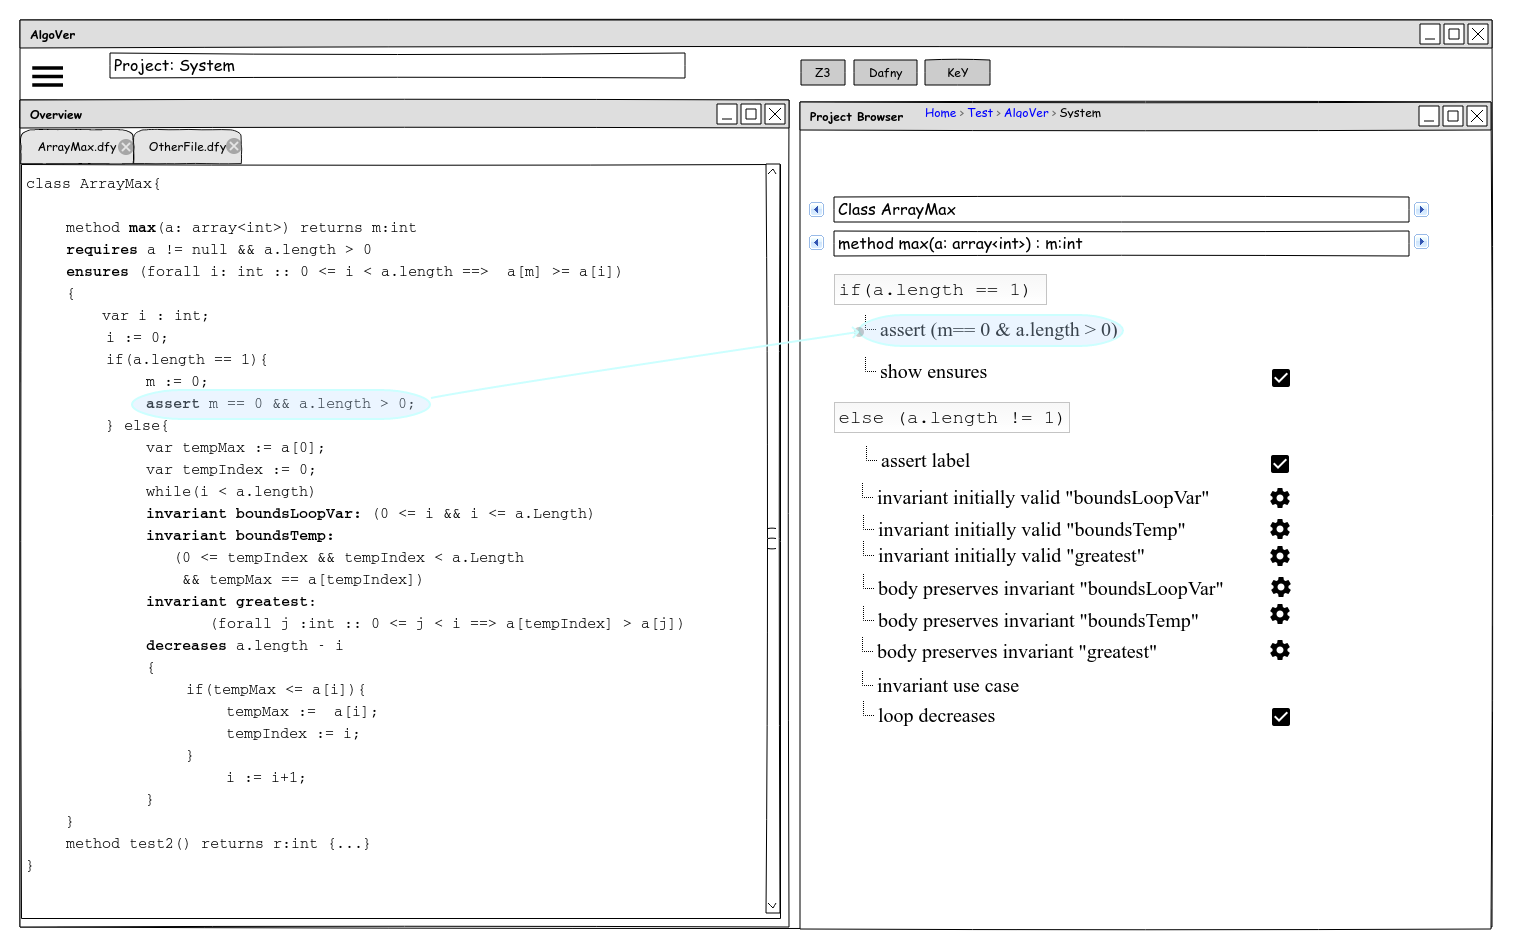 AlgoVer
Project: System
Z3 Dafny KeY
Overview
ArrayMax.dfy OtherFile.dfy
class ArrayMax{
method max(a: array<int>) returns m:int
requires a != null && a.length > 0
ensures (forall i: int :: 0 <= i < a.length ==>  a[m] >= a[i])
{
var i : int;
i := 0;
if(a.length == 1){
m := 0;
assert m == 0 && a.length > 0;
} else{
var tempMax := a[0];
var tempIndex := 0;
while(i < a.length)
invariant boundsLoopVar: (0 <= i && i <= a.Length)
invariant boundsTemp:
(0 <= tempIndex && tempIndex < a.Length
&& tempMax == a[tempIndex])
invariant greatest:
(forall j :int :: 0 <= j < i ==> a[tempIndex] > a[j])
decreases a.length - i
{
if(tempMax <= a[i]){
tempMax :=  a[i];
tempIndex := i;
}
i := i+1;
}
}
method test2() returns r:int {...}
}
Project Browser Home > Test > AlgoVer > System
Class ArrayMax
method max(a: array<int>) : m:int
if(a.length == 1)
assert (m== 0 & a.length > 0)
show ensures
else (a.length != 1)
assert label
invariant initially valid "boundsLoopVar"
invariant initially valid "boundsTemp"
invariant initially valid "greatest"
body preserves invariant "boundsLoopVar"
body preserves invariant "boundsTemp"
body preserves invariant "greatest"
invariant use case
loop decreases